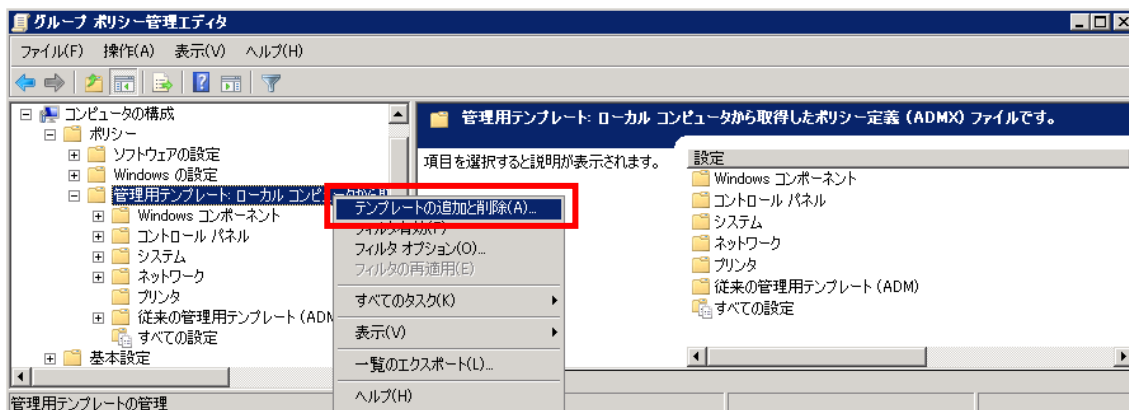 グループ ポリシー管理エディタ
ファイル(F) 操作(A) 表示(V) ヘルプ(H)
コンピュータの構成
ポリシー
ソフトウェアの設定
Windows の設定
管理用テンプレート: ローカル コンピュータから取
Windows コンポーネント
コントロール パネル
システム
ネットワーク
プリンタ
従来の管理用テンプレート (ADM
すべての設定
基本設定
テンプレートの追加と削除(A)...
フィルタ有効(F)
フィルタ オプション(O)...
フィルタの再適用(E)
すべてのタスク(K)
表示(V)
一覧のエクスポート(L)...
ヘルプ(H)
管理用テンプレート: ローカル コンピュータから取得したポリシー定義 (ADMX) ファイルです。
項目を選択すると説明が表示されます。
設定
Windows コンポーネント
コントロール パネル
システム
ネットワーク
プリンタ
従来の管理用テンプレート (ADM)
すべての設定
管理用テンプレートの管理